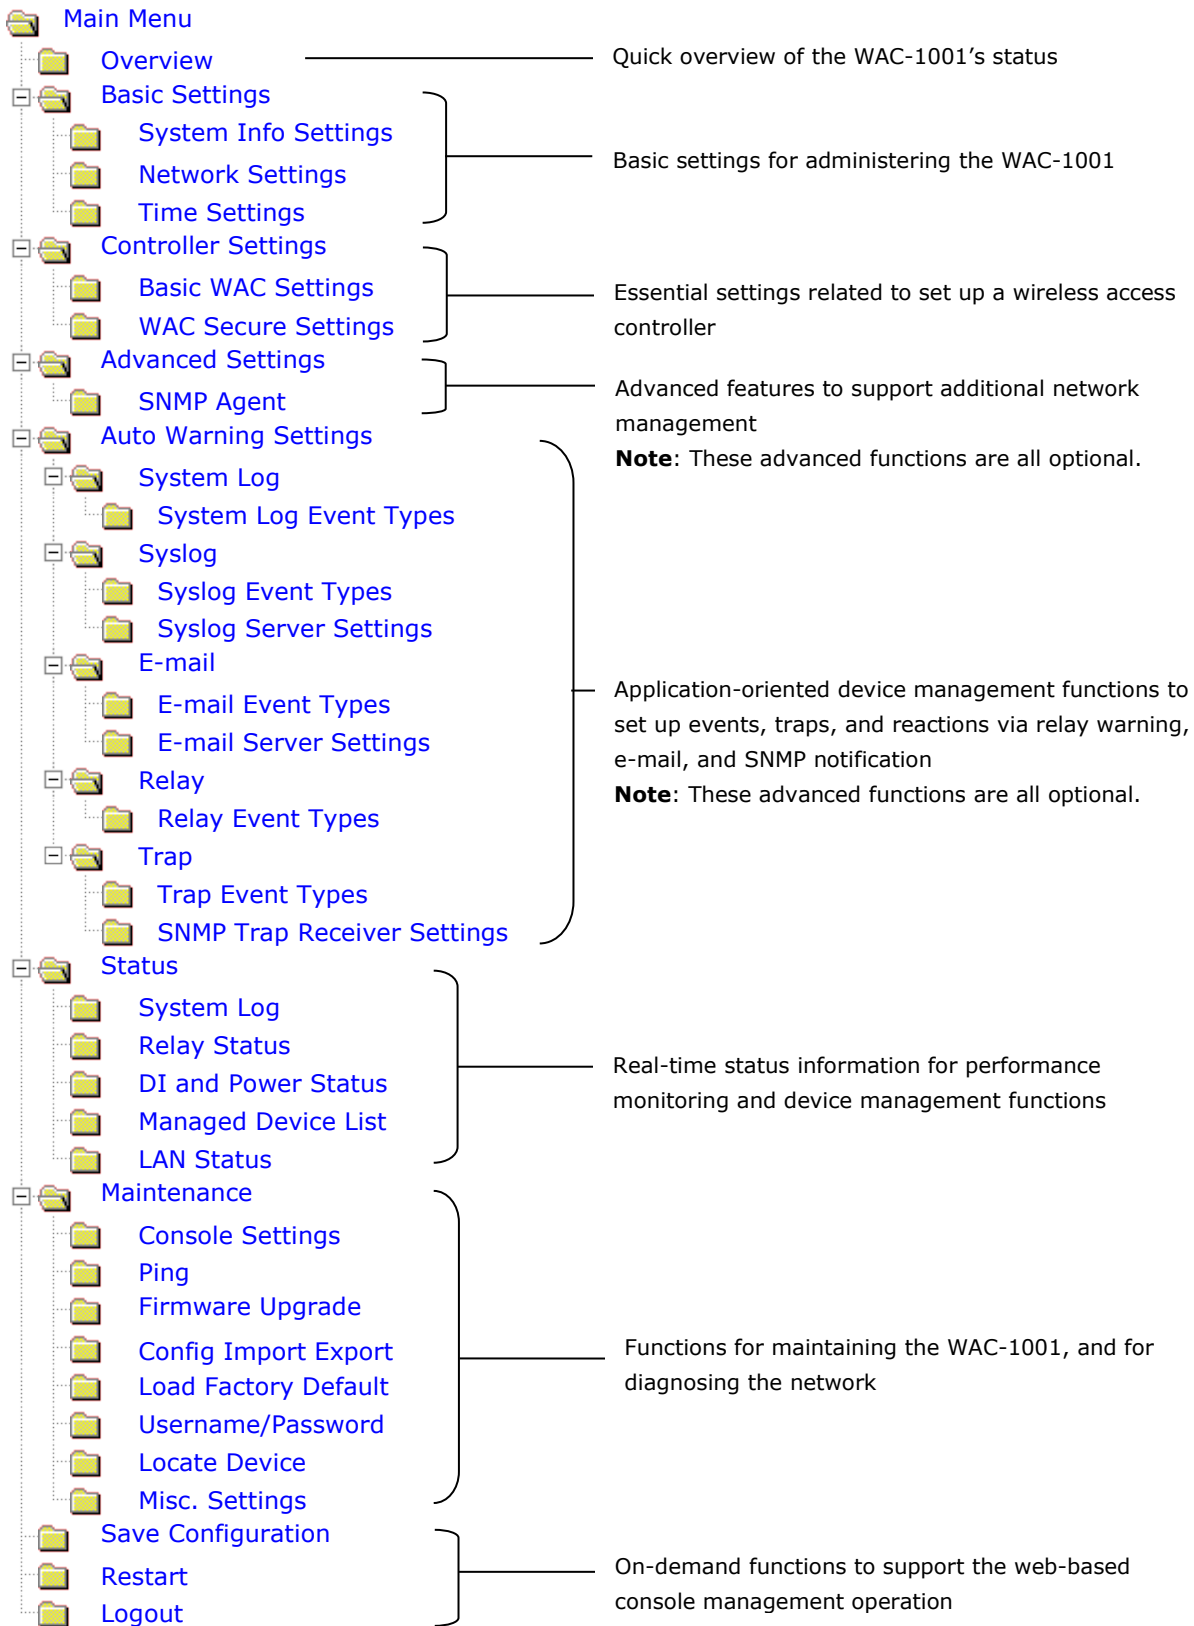 Main Menu
Overview
Quick overview of the WAC-1001’s status
Basic Settings
System Info Settings
Network Settings
Time Settings
Basic settings for administering the WAC-1001
Controller Settings
Basic WAC Settings
WAC Secure Settings
Essential settings related to set up a wireless access
controller
Advanced Settings
SNMP Agent
Advanced features to support additional network
management
Note: These advanced functions are all optional.
Auto Warning Settings
System Log
System Log Event Types
Syslog
Syslog Event Types
Syslog Server Settings
E-mail
E-mail Event Types
E-mail Server Settings
Relay
Relay Event Types
Trap
Trap Event Types
SNMP Trap Receiver Settings
Application-oriented device management functions to
set up events, traps, and reactions via relay warning,
e-mail, and SNMP notification
Note: These advanced functions are all optional.
Status
System Log
Relay Status
DI and Power Status
Managed Device List
LAN Status
Real-time status information for performance
monitoring and device management functions
Maintenance
Console Settings
Ping
Firmware Upgrade
Config Import Export
Load Factory Default
Username/Password
Locate Device
Misc. Settings
Functions for maintaining the WAC-1001, and for
diagnosing the network
Save Configuration
Restart
Logout
On-demand functions to support the web-based
console management operation